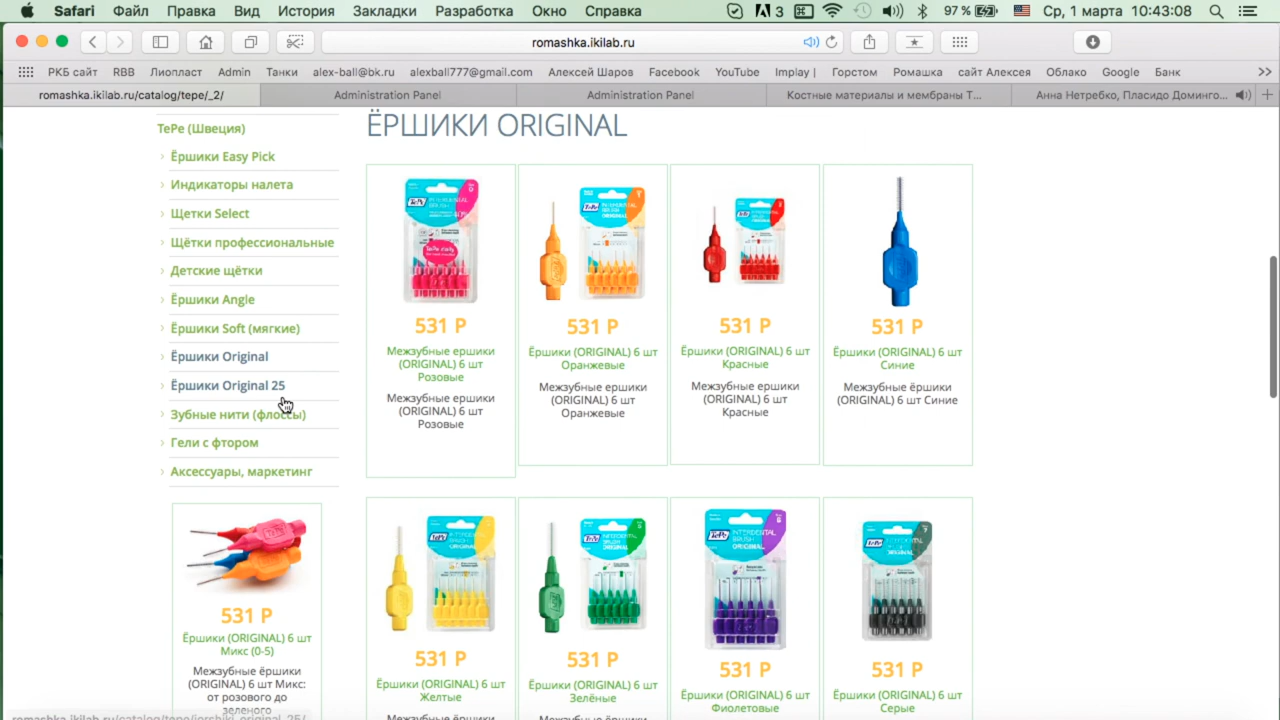 Safari Файл Правка Вид История Закладки Разработка Окно Справка 3 97 % Ср, 1 марта 10:43:08
romashka.ikilab.ru
РКБ сайт RBB Лиопласт Admin Танки alex-ball@bk.ru alexball777@gmail.com Алексей Шаров Facebook YouTube Implay | Горстом Ромашка сайт Алексея Облако Google Банк
romashka.ikilab.ru/catalog/tepe/_2/ Administration Panel Administration Panel Костные материалы и мембраны Т... Анна Нетребко, Пласидо Доминго...
TePe (Швеция)
Ёршики Easy Pick
Индикаторы налета
Щетки Select
Щётки профессиональные
Детские щётки
Ёршики Angle
Ёршики Soft (мягкие)
Ёршики Original
Ёршики Original 25
Зубные нити (флоссы)
Гели с фтором
Аксессуары, маркетинг
531 Р
Ёршики (ORIGINAL) 6 шт
Микс (0-5)
Межзубные ёршики
(ORIGINAL) 6 шт Микс:
от розового до
зеленого
ЁРШИКИ ORIGINAL
531 Р
Межзубные ершики
(ORIGINAL) 6 шт
Розовые
Межзубные ершики
(ORIGINAL) 6 шт
Розовые
531 Р
Ёршики (ORIGINAL) 6 шт
Оранжевые
Межзубные ершики
(ORIGINAL) 6 шт
Оранжевые
531 Р
Ёршики (ORIGINAL) 6 шт
Красные
Межзубные ершики
(ORIGINAL) 6 шт
Красные
531 Р
Ёршики (ORIGINAL) 6 шт
Синие
Межзубные ёршики
(ORIGINAL) 6 шт Синие
531 Р
Ёршики (ORIGINAL) 6 шт
Желтые
Межзубные ёршики
531 Р
Ёршики (ORIGINAL) 6 шт
Зелёные
531 Р
Ёршики (ORIGINAL) 6 шт
Фиолетовые
531 Р
Ёршики (ORIGINAL) 6 шт
Серые
TePe
INTERDENTAL
BRUSH
ORIGINAL